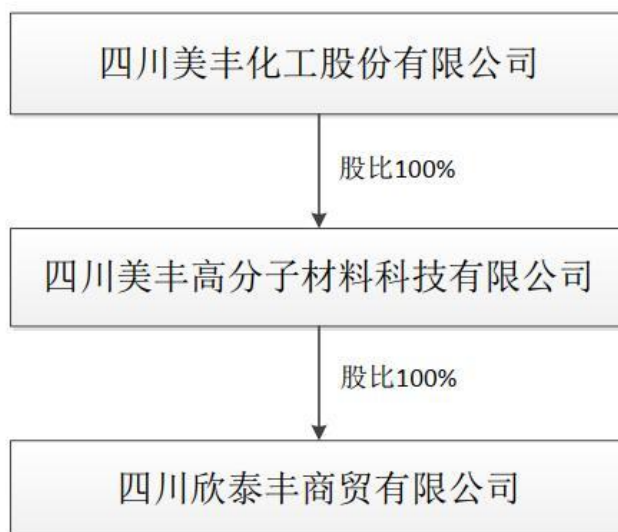 四川美丰化工股份有限公司
股比100%
四川美丰高分子材料科技有限公司
股比100%
四川欣泰丰商贸有限公司